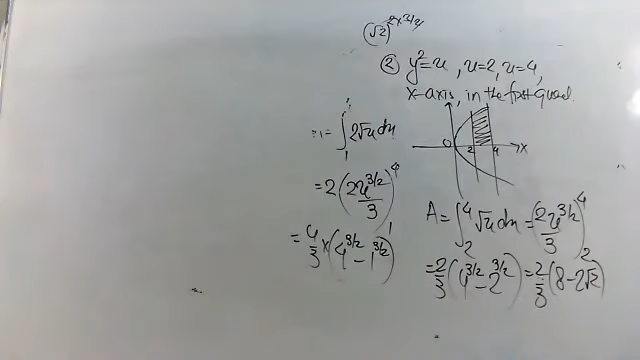 (√2)^2×3/2
② y²=x, x=2, x=4,
x-axis, in the first quad.
= ∫₁ 2√x dx
= 2(2x^3/2/3)₁⁴
= 4/3 × (4^3/2 − 1^3/2)
0 2 4 x
A = ∫₂⁴ √x dx = (2x^3/2/3)₂⁴
= 2/3 (4^3/2 − 2^3/2) = 2/3 (8 − 2√2)